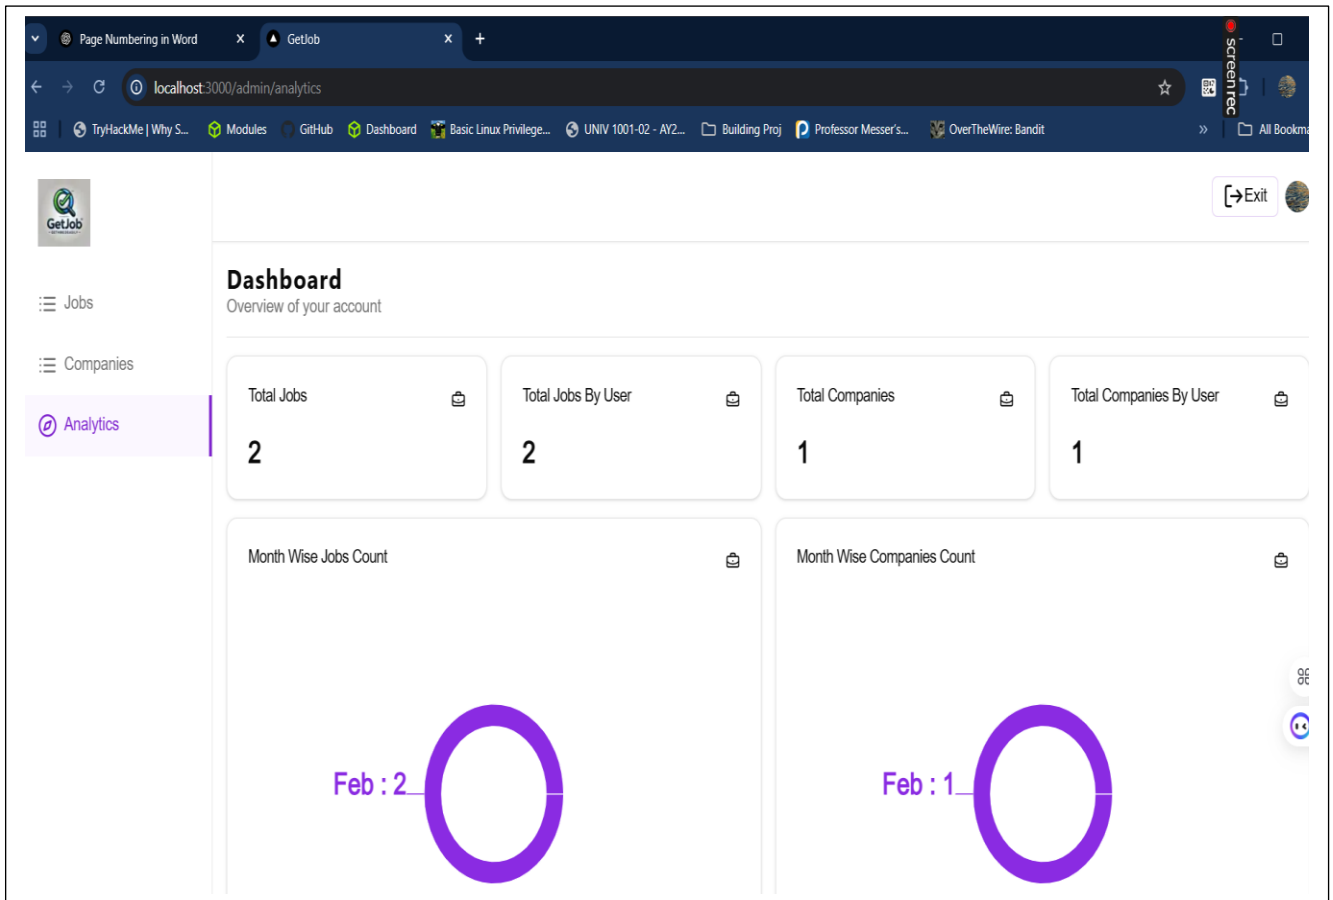 Page Numbering in Word
GetJob
screenrec
localhost:3000/admin/analytics
TryHackMe | Why S...
Modules
GitHub
Dashboard
Basic Linux Privilege...
UNIV 1001-02 - AY2...
Building Proj
Professor Messer's...
OverTheWire: Bandit
All Bookma
GetJob
Exit
Jobs
Companies
Analytics
Dashboard
Overview of your account
Total Jobs
2
Total Jobs By User
2
Total Companies
1
Total Companies By User
1
Month Wise Jobs Count
Feb : 2
Month Wise Companies Count
Feb : 1